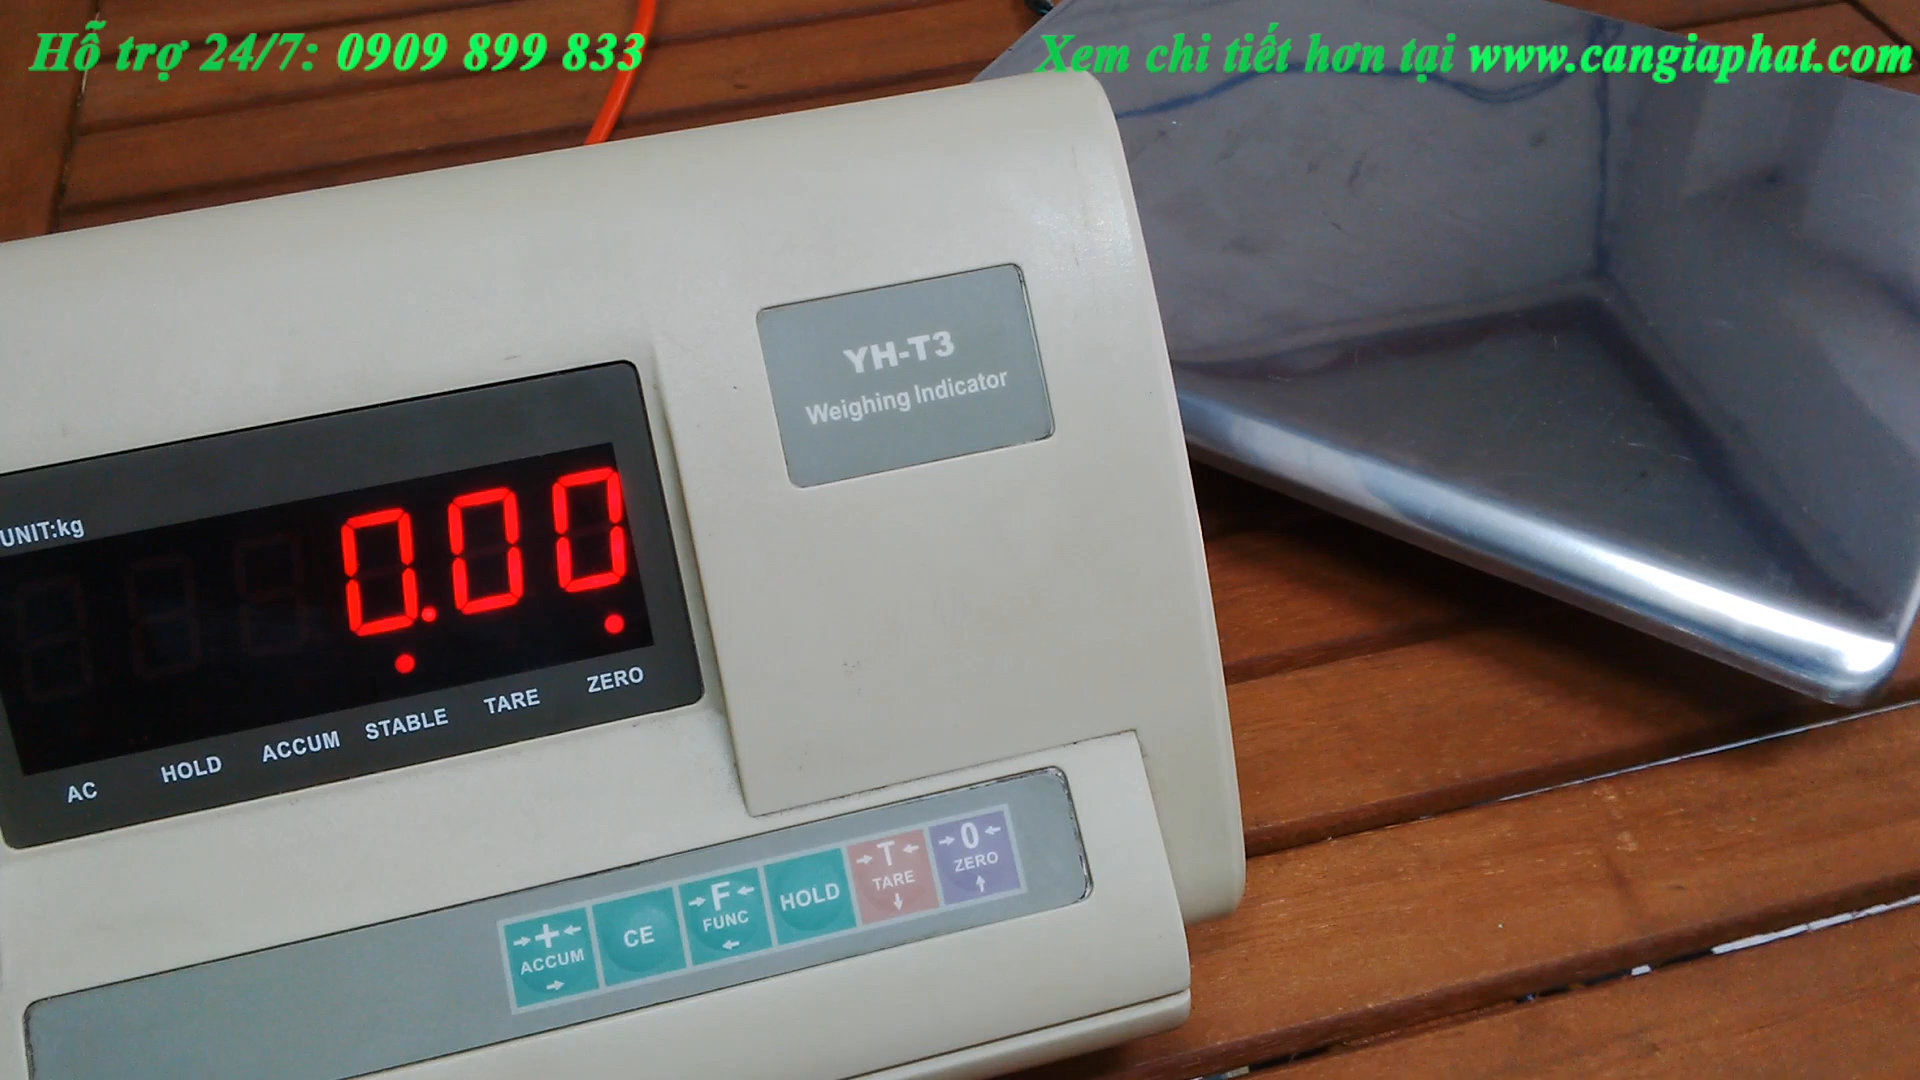 Hỗ trợ 24/7: 0909 899 833
Xem chi tiết hơn tại www.cangiaphat.com
YH-T3
Weighing Indicator
UNIT:kg
0.00
AC HOLD ACCUM STABLE TARE ZERO
+ ACCUM
CE
F FUNC
HOLD
T TARE
0 ZERO